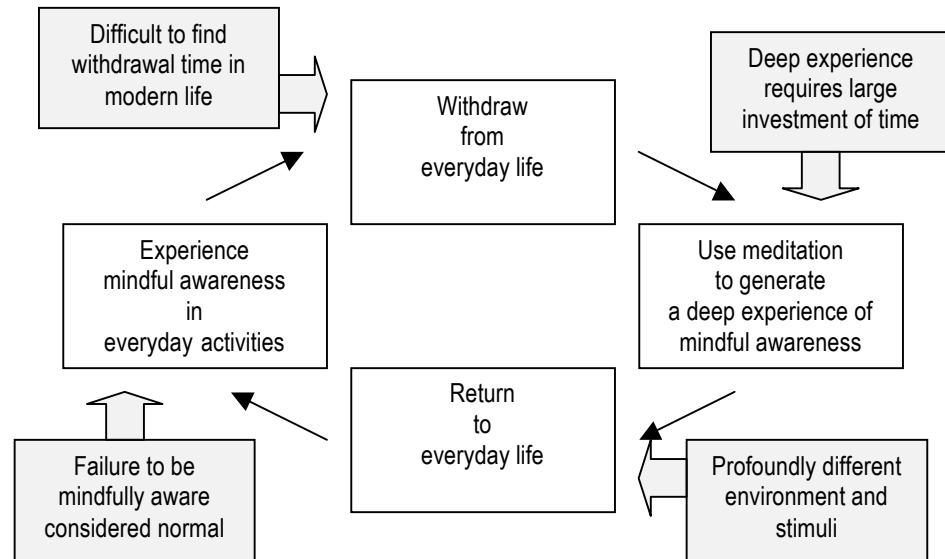 Difficult to find
withdrawal time in
modern life
Withdraw
from
everyday life
Deep experience
requires large
investment of time
Experience
mindful awareness
in
everyday activities
Use meditation
to generate
a deep experience of
mindful awareness
Return
to
everyday life
Failure to be
mindfully aware
considered normal
Profoundly different
environment and
stimuli